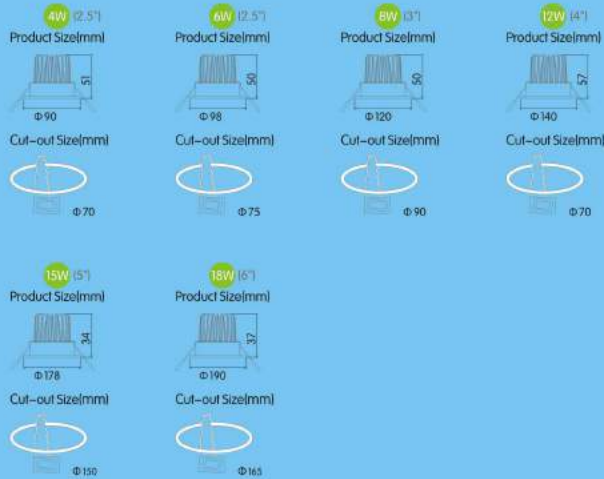 4W (2.5")
Product Size(mm)
51
Φ90
Cut-out Size(mm)
Φ70
6W (2.5")
Product Size(mm)
50
Φ98
Cut-out Size(mm)
Φ75
8W (3")
Product Size(mm)
50
Φ120
Cut-out Size(mm)
Φ90
12W (4")
Product Size(mm)
57
Φ140
Cut-out Size(mm)
Φ70
15W (5")
Product Size(mm)
34
Φ178
Cut-out Size(mm)
Φ150
18W (6")
Product Size(mm)
37
Φ190
Cut-out Size(mm)
Φ165